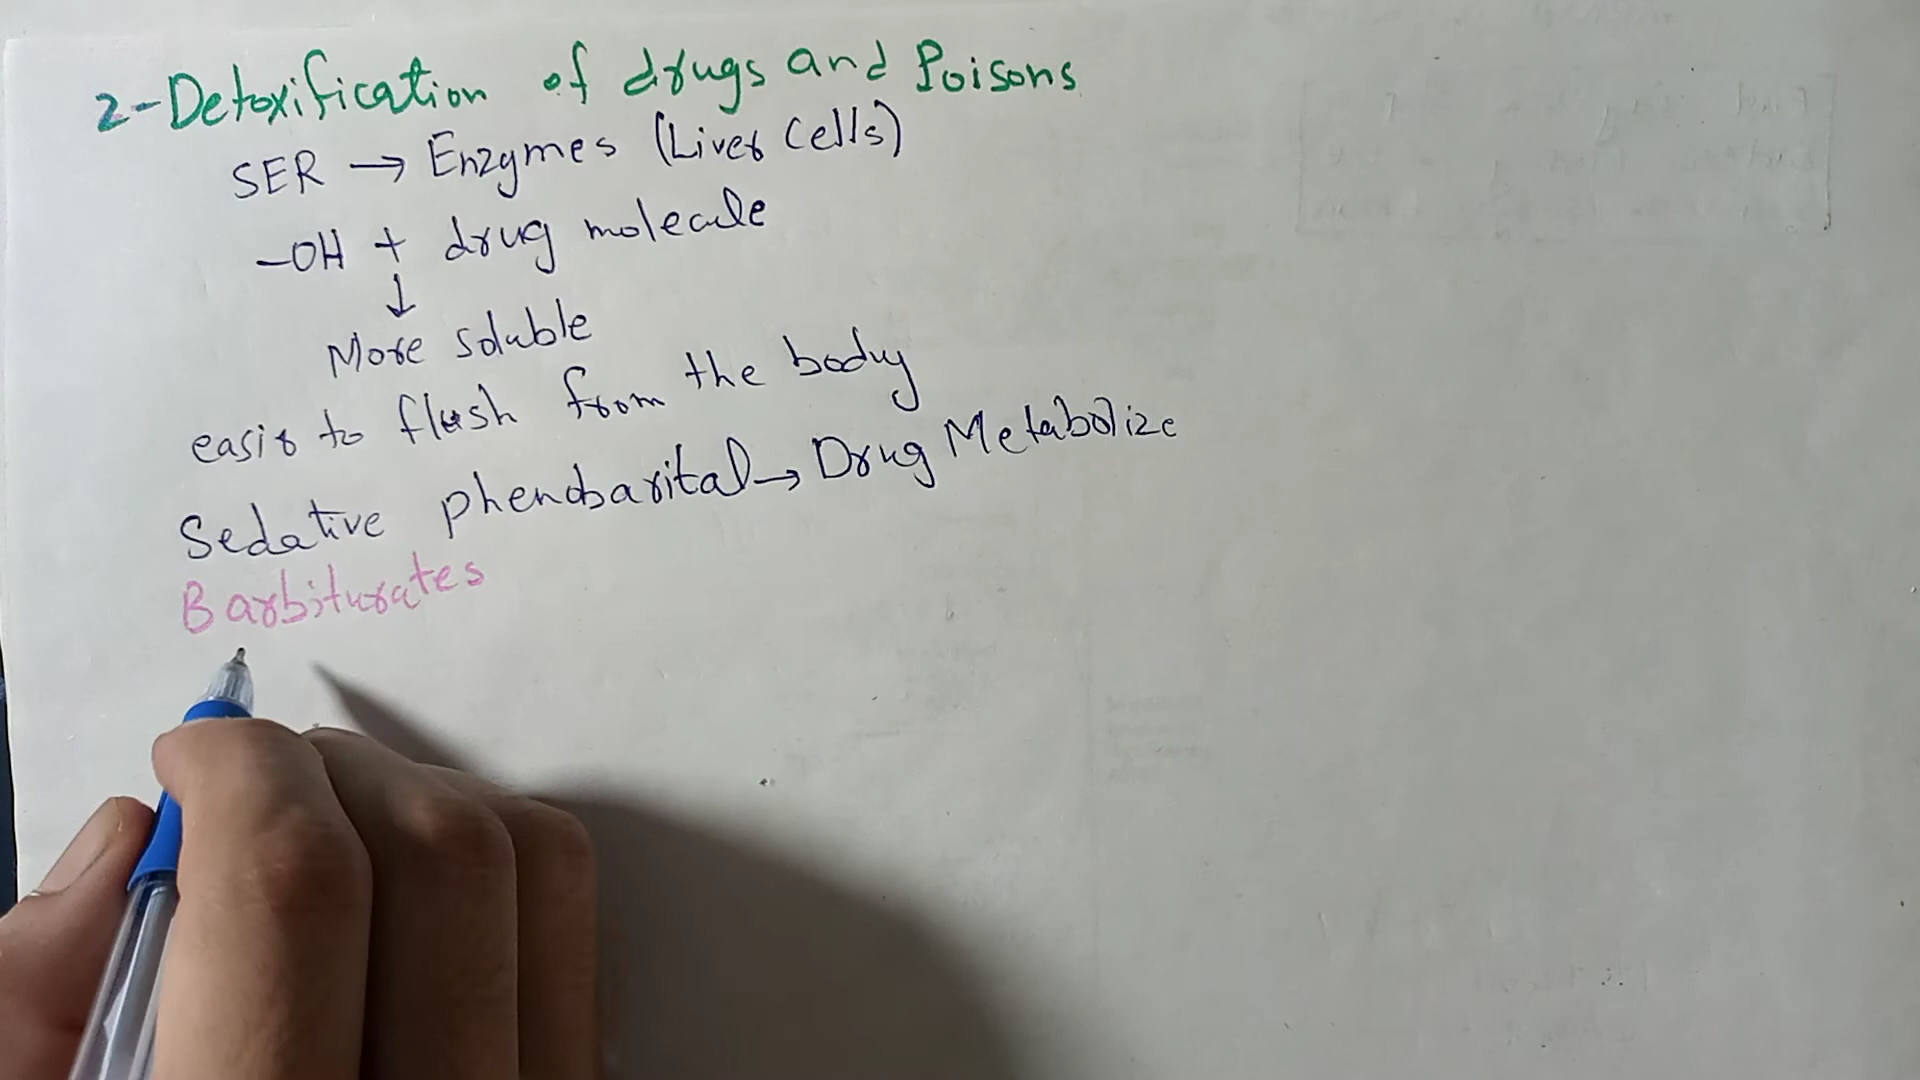 2-Detoxification of drugs and Poisons
SER → Enzymes (Liver Cells)
-OH + drug molecule
↓
More soluble
easir to flush from the body
Sedative phenobarital → Drug Metabolize
Barbiturates